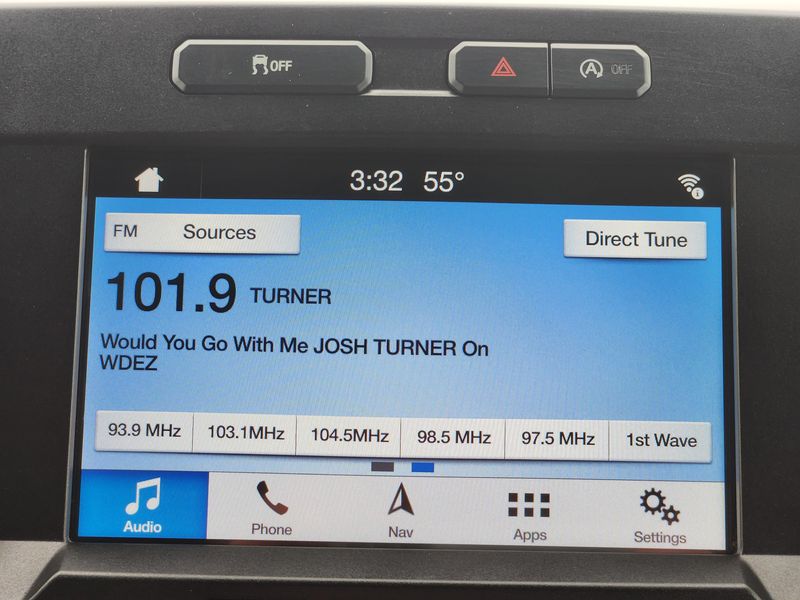 OFF
A OFF
3:32 55°
FM Sources
Direct Tune
101.9 TURNER
Would You Go With Me JOSH TURNER On
WDEZ
93.9 MHz 103.1MHz 104.5MHz 98.5 MHz 97.5 MHz 1st Wave
Audio Phone Nav Apps Settings